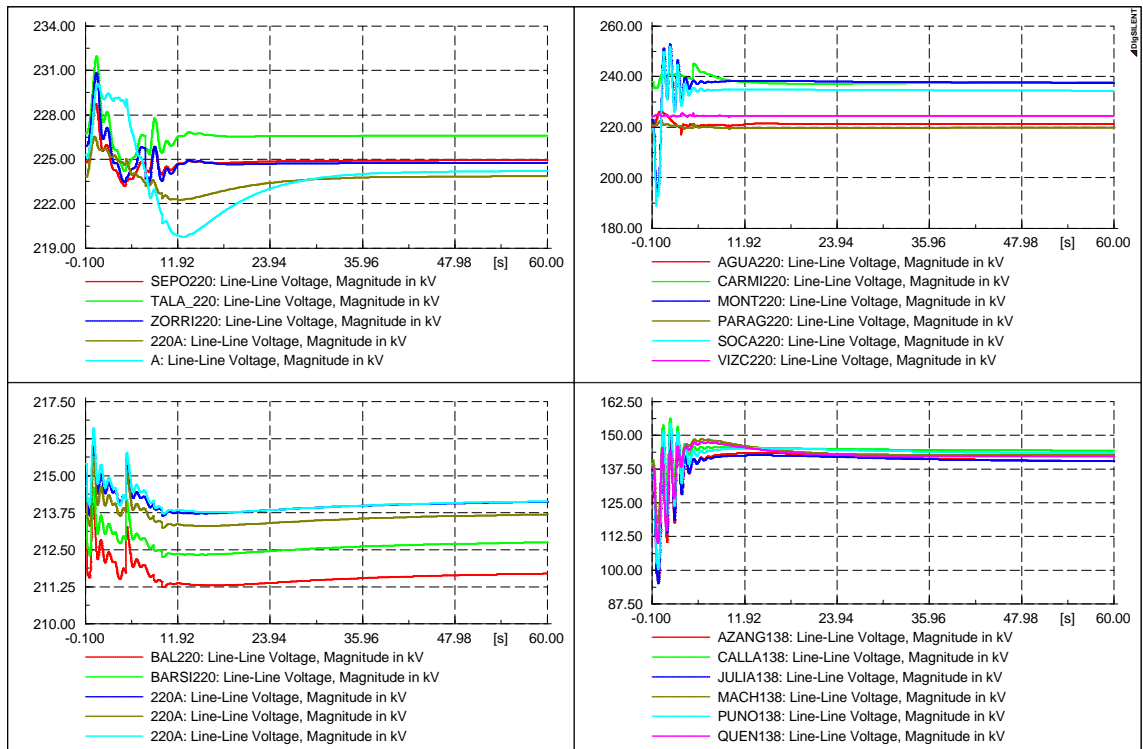 234.00
231.00
228.00
225.00
222.00
219.00
-0.100 11.92 23.94 35.96 47.98 [s] 60.00
SEPO220: Line-Line Voltage, Magnitude in kV
TALA_220: Line-Line Voltage, Magnitude in kV
ZORRI220: Line-Line Voltage, Magnitude in kV
220A: Line-Line Voltage, Magnitude in kV
A: Line-Line Voltage, Magnitude in kV
260.00
240.00
220.00
200.00
180.00
-0.100 11.92 23.94 35.96 47.98 [s] 60.00
AGUA220: Line-Line Voltage, Magnitude in kV
CARMI220: Line-Line Voltage, Magnitude in kV
MONT220: Line-Line Voltage, Magnitude in kV
PARAG220: Line-Line Voltage, Magnitude in kV
SOCA220: Line-Line Voltage, Magnitude in kV
VIZC220: Line-Line Voltage, Magnitude in kV
DIgSILENT
217.50
216.25
215.00
213.75
212.50
211.25
210.00
-0.100 11.92 23.94 35.96 47.98 [s] 60.00
BAL220: Line-Line Voltage, Magnitude in kV
BARSI220: Line-Line Voltage, Magnitude in kV
220A: Line-Line Voltage, Magnitude in kV
220A: Line-Line Voltage, Magnitude in kV
220A: Line-Line Voltage, Magnitude in kV
162.50
150.00
137.50
125.00
112.50
100.00
87.50
-0.100 11.92 23.94 35.96 47.98 [s] 60.00
AZANG138: Line-Line Voltage, Magnitude in kV
CALLA138: Line-Line Voltage, Magnitude in kV
JULIA138: Line-Line Voltage, Magnitude in kV
MACH138: Line-Line Voltage, Magnitude in kV
PUNO138: Line-Line Voltage, Magnitude in kV
QUEN138: Line-Line Voltage, Magnitude in kV